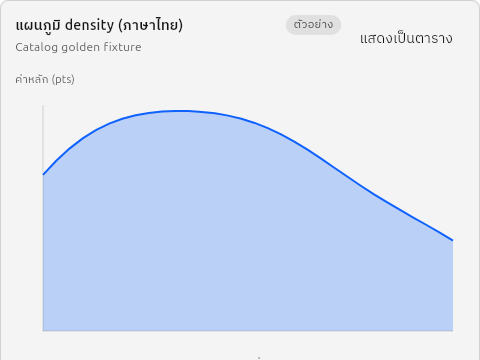 แผนภูมิ density (ภาษาไทย)
ตัวอย่าง
แสดงเป็นตาราง
Catalog golden fixture
ค่าหลัก (pts)